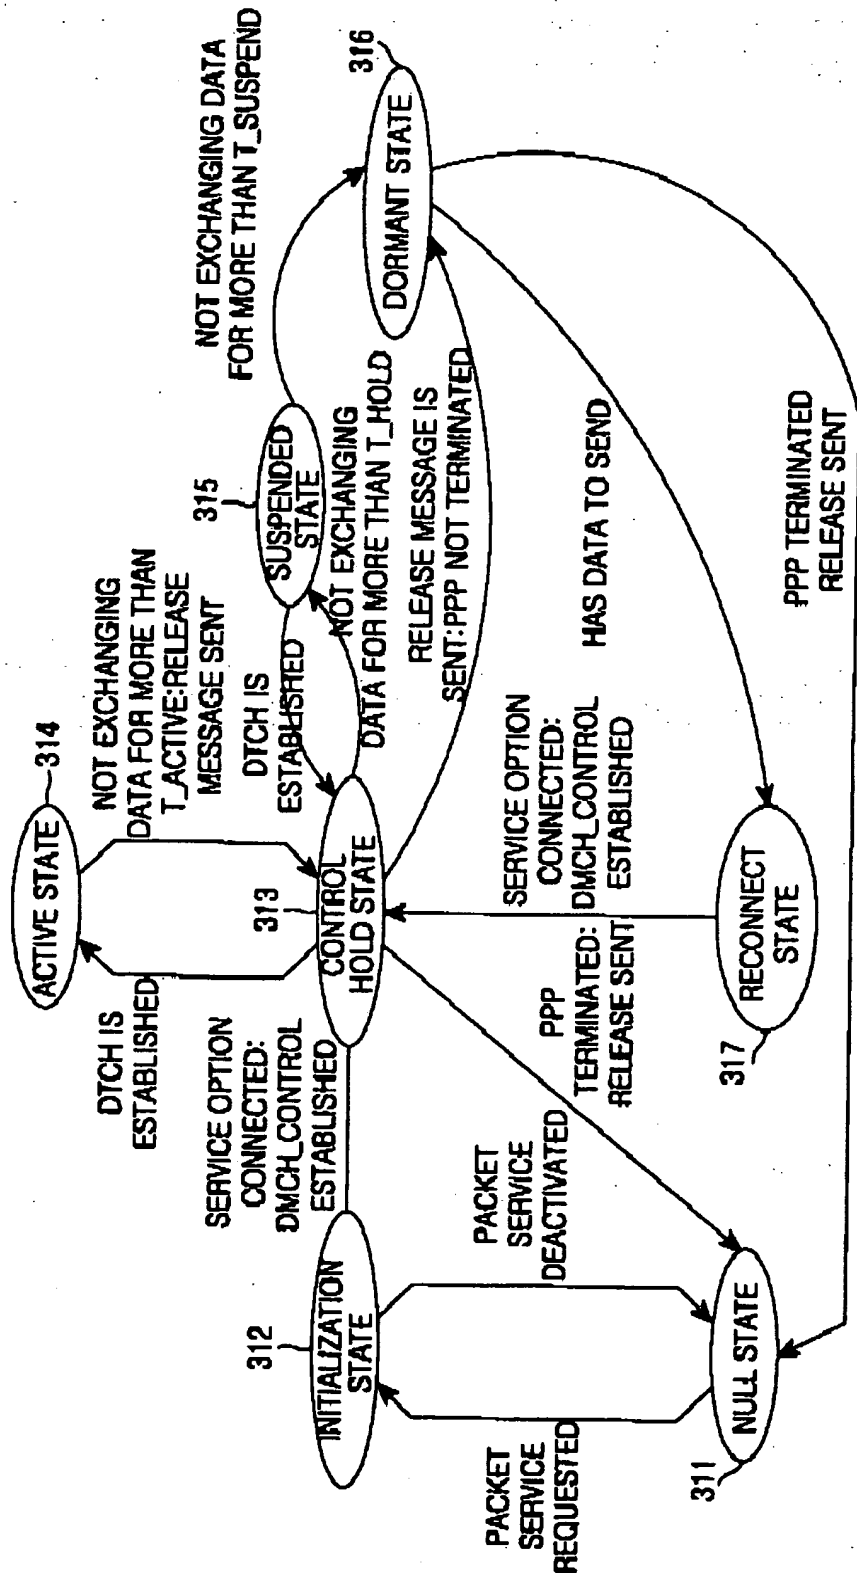 314
ACTIVE STATE
DTCH IS
ESTABLISHED
NOT EXCHANGING
DATA FOR MORE THAN
T_ACTIVE:RELEASE
MESSAGE SENT
315
SUSPENDED
STATE
NOT EXCHANGING DATA
FOR MORE THAN T_SUSPEND
316
DORMANT STATE
DTCH IS
ESTABLISHED
NOT EXCHANGING
DATA FOR MORE THAN T_HOLD
RELEASE MESSAGE IS
SENT:PPP NOT TERMINATED
313
CONTROL
HOLD STATE
SERVICE OPTION
CONNECTED:
DMCH_CONTROL
ESTABLISHED
312
INITIALIZATION
STATE
PACKET
SERVICE
REQUESTED
PACKET
SERVICE
DEACTIVATED
PPP
TERMINATED:
RELEASE SENT
SERVICE OPTION
CONNECTED:
DMCH_CONTROL
ESTABLISHED
HAS DATA TO SEND
PPP TERMINATED
RELEASE SENT
311
NULL STATE
317
RECONNECT
STATE